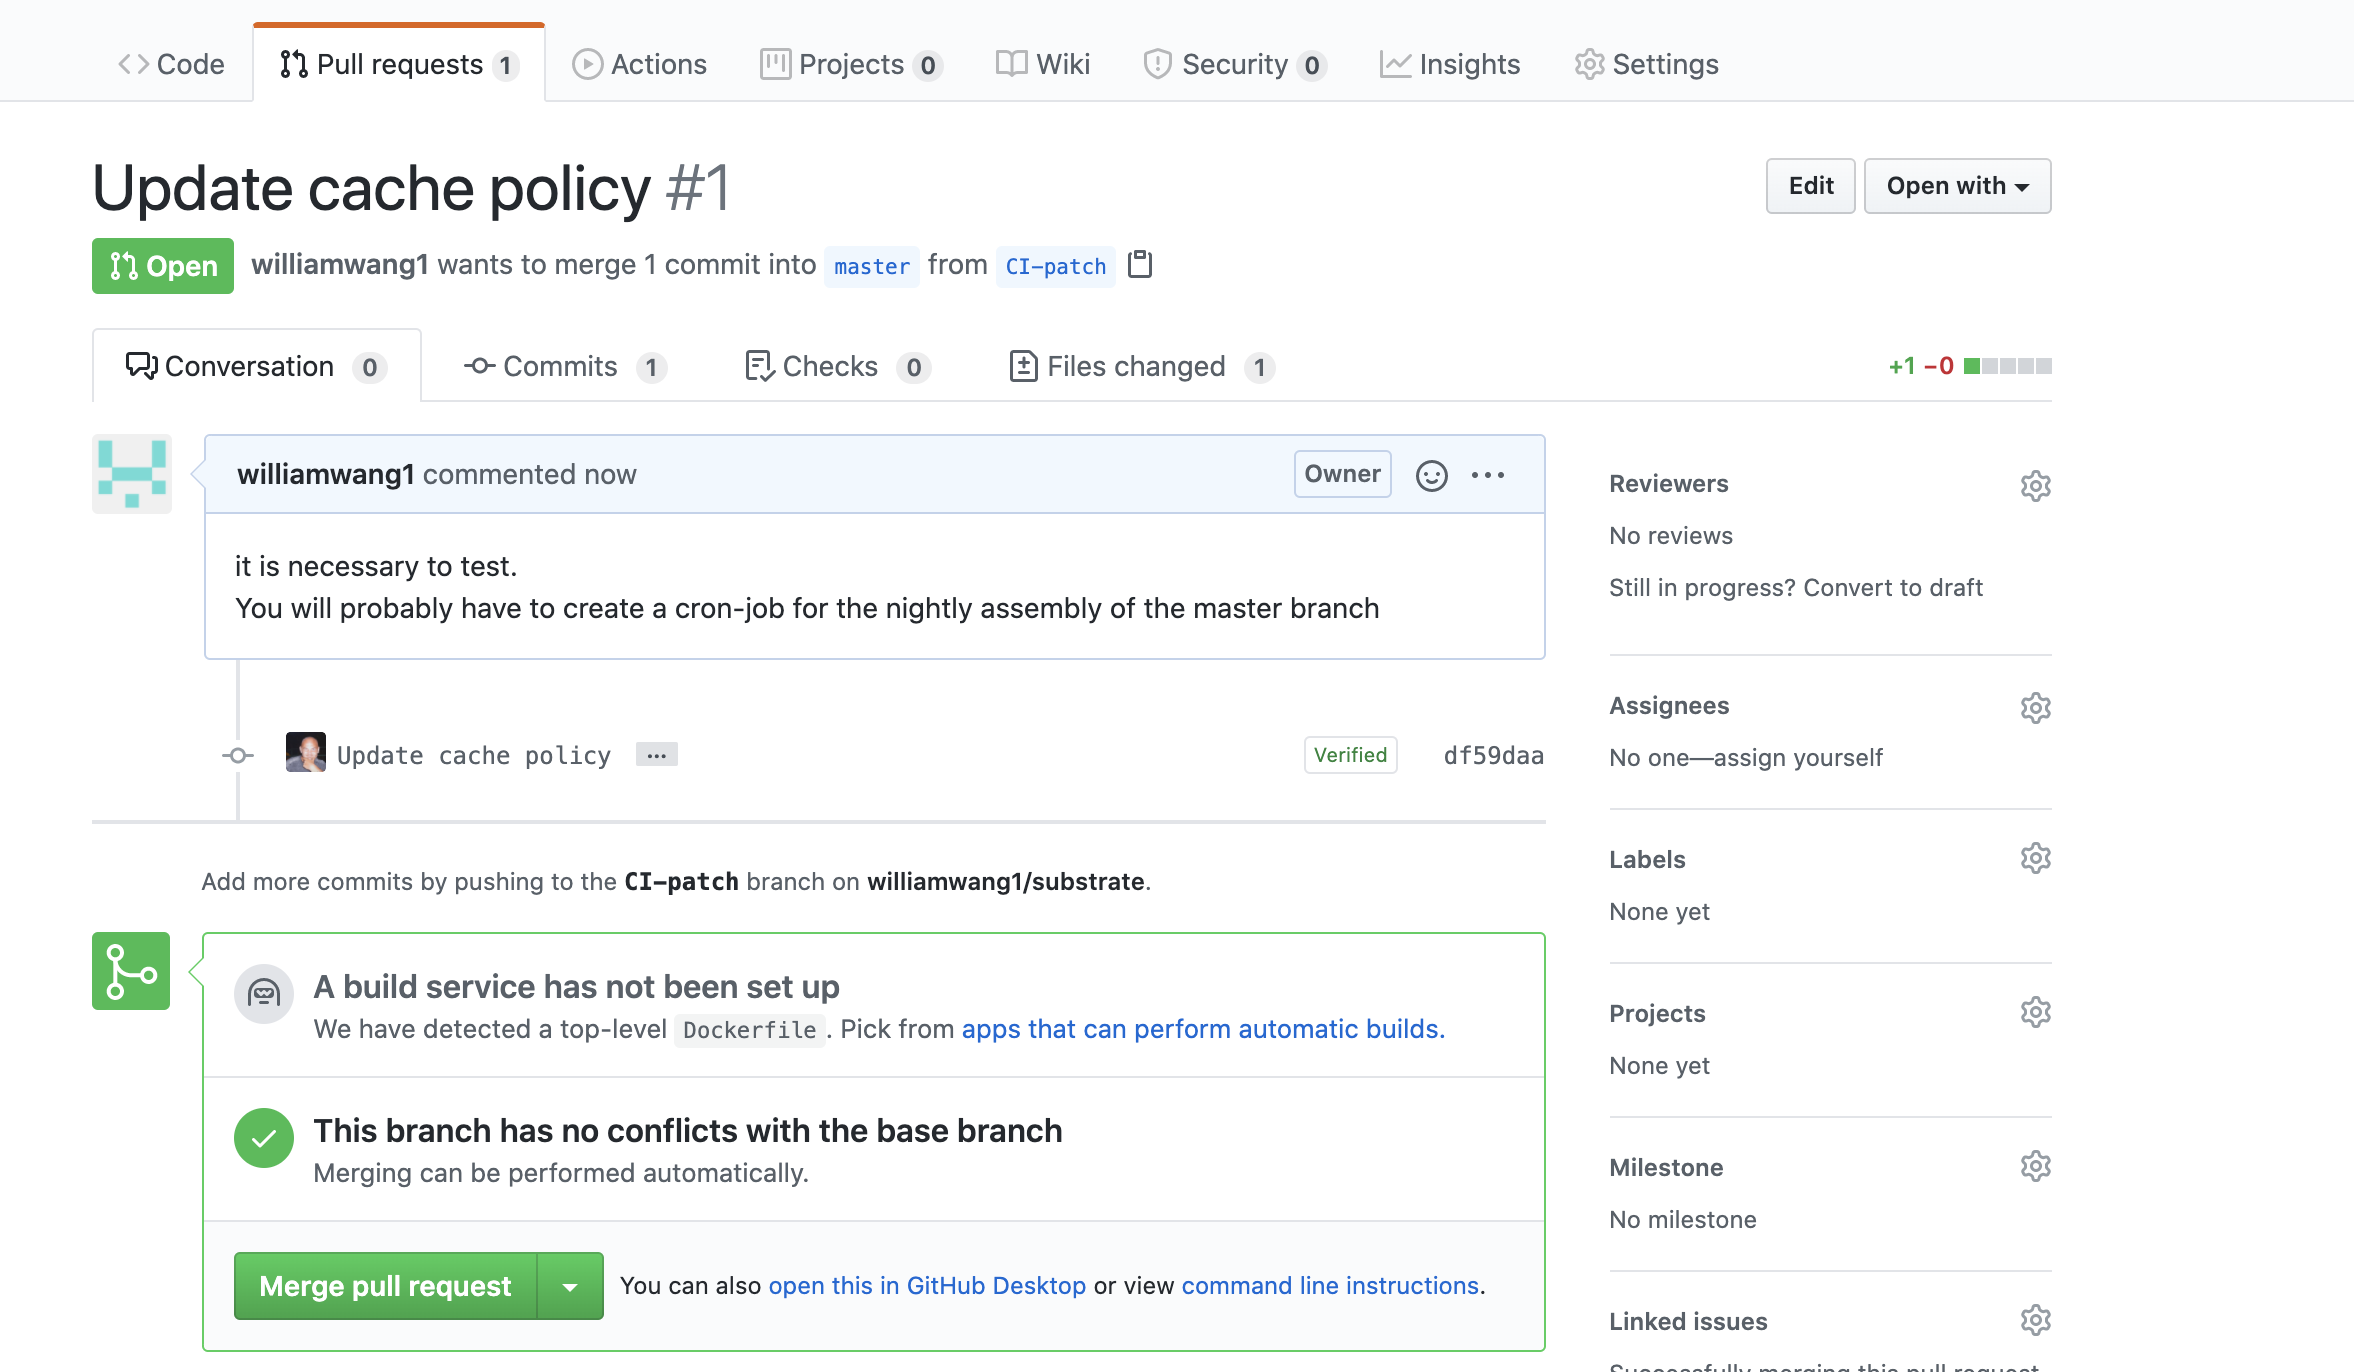 Code Pull requests 1 Actions Projects 0 Wiki Security 0 Insights Settings
Update cache policy #1
Edit Open with
Open williamwang1 wants to merge 1 commit into master from CI-patch
Conversation 0 Commits 1 Checks 0 Files changed 1 +1 −0
williamwang1 commented now Owner
it is necessary to test.
You will probably have to create a cron-job for the nightly assembly of the master branch
Update cache policy … Verified df59daa
Add more commits by pushing to the CI-patch branch on williamwang1/substrate.
A build service has not been set up
We have detected a top-level Dockerfile. Pick from apps that can perform automatic builds.
This branch has no conflicts with the base branch
Merging can be performed automatically.
Merge pull request You can also open this in GitHub Desktop or view command line instructions.
Reviewers
No reviews
Still in progress? Convert to draft
Assignees
No one—assign yourself
Labels
None yet
Projects
None yet
Milestone
No milestone
Linked issues
Successfully merging this pull request